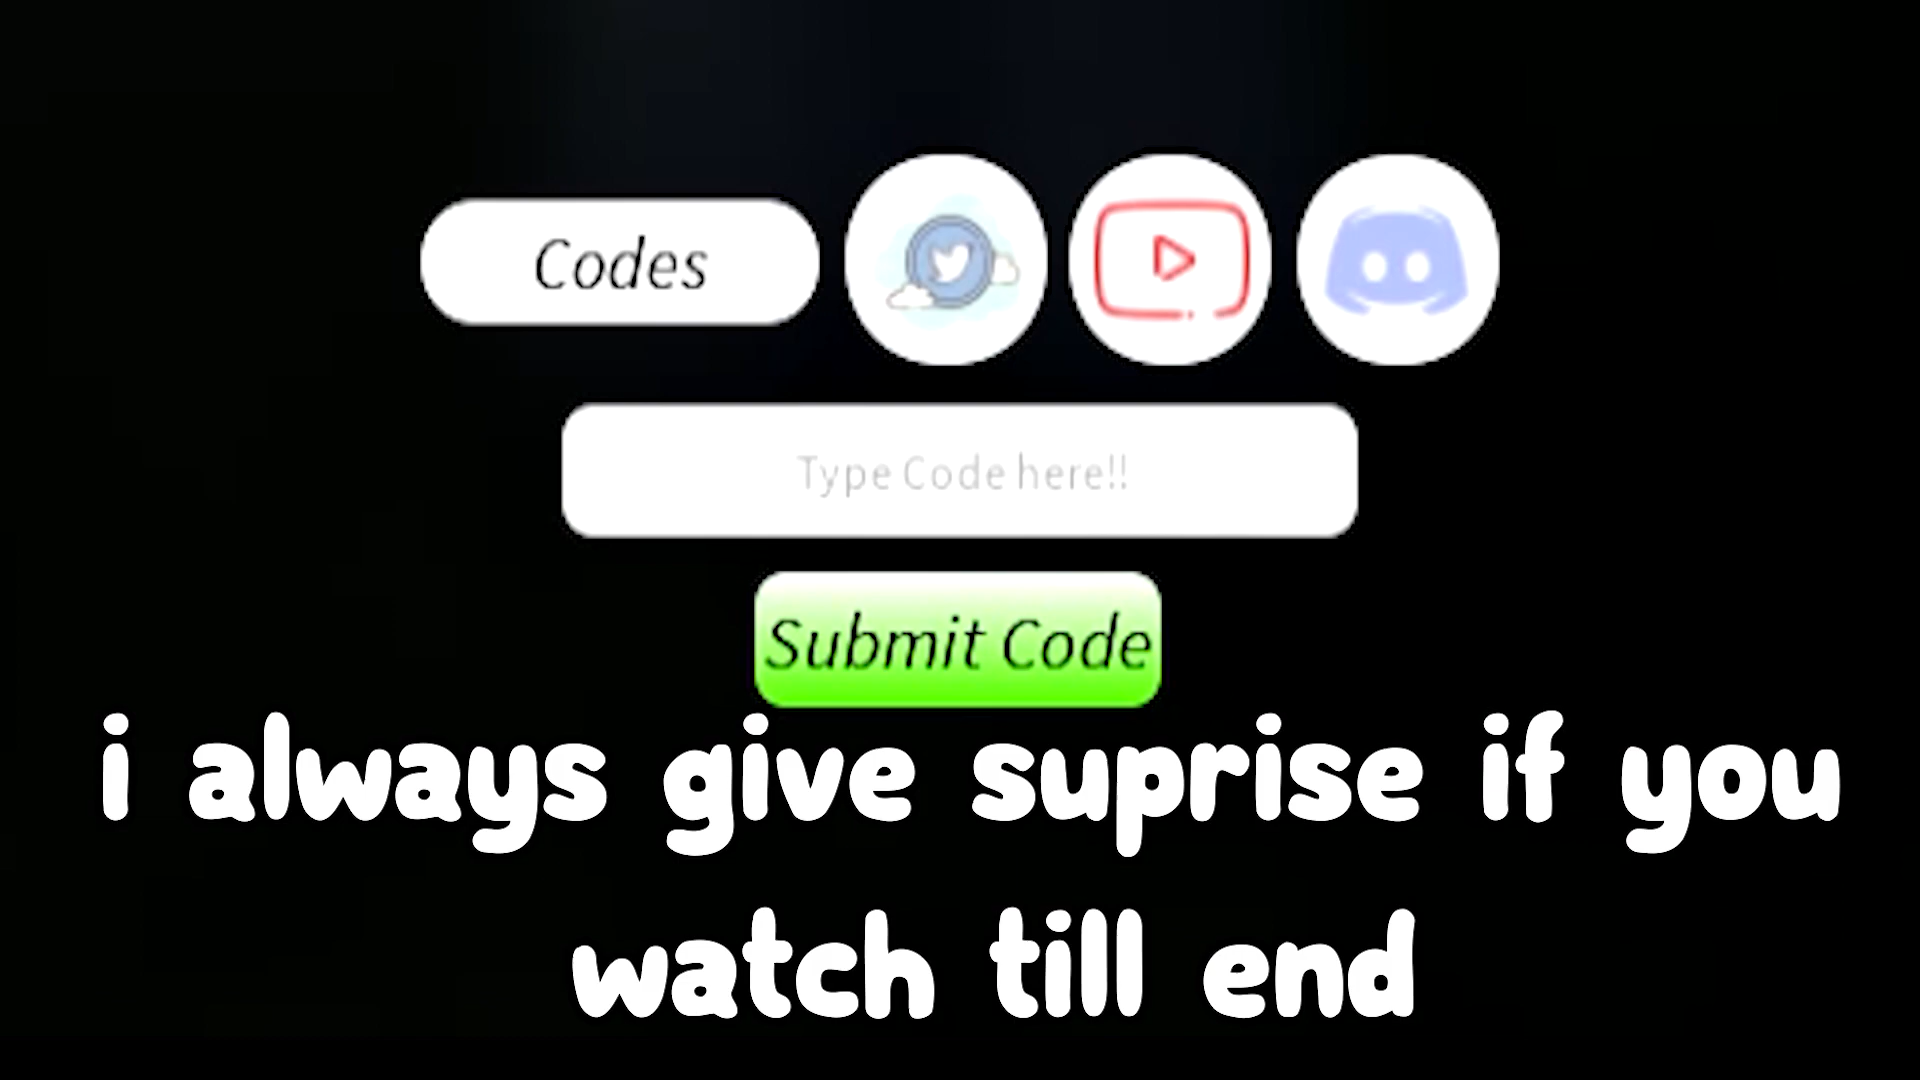 Codes
Type Code here!!
Submit Code
i always give suprise if you
watch till end